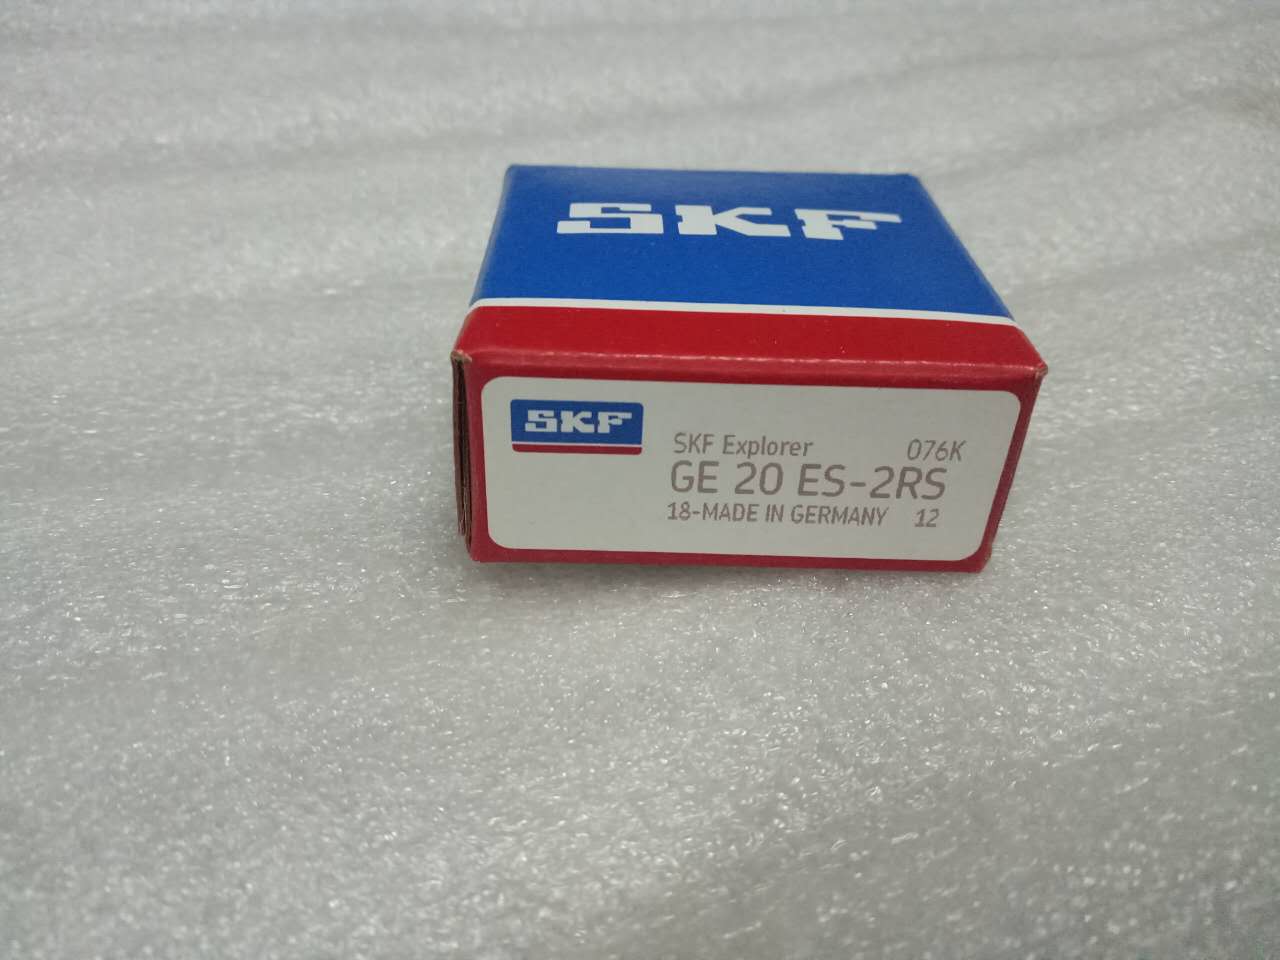 SKF
SKF
SKF Explorer 076K
GE 20 ES-2RS
18-MADE IN GERMANY 12